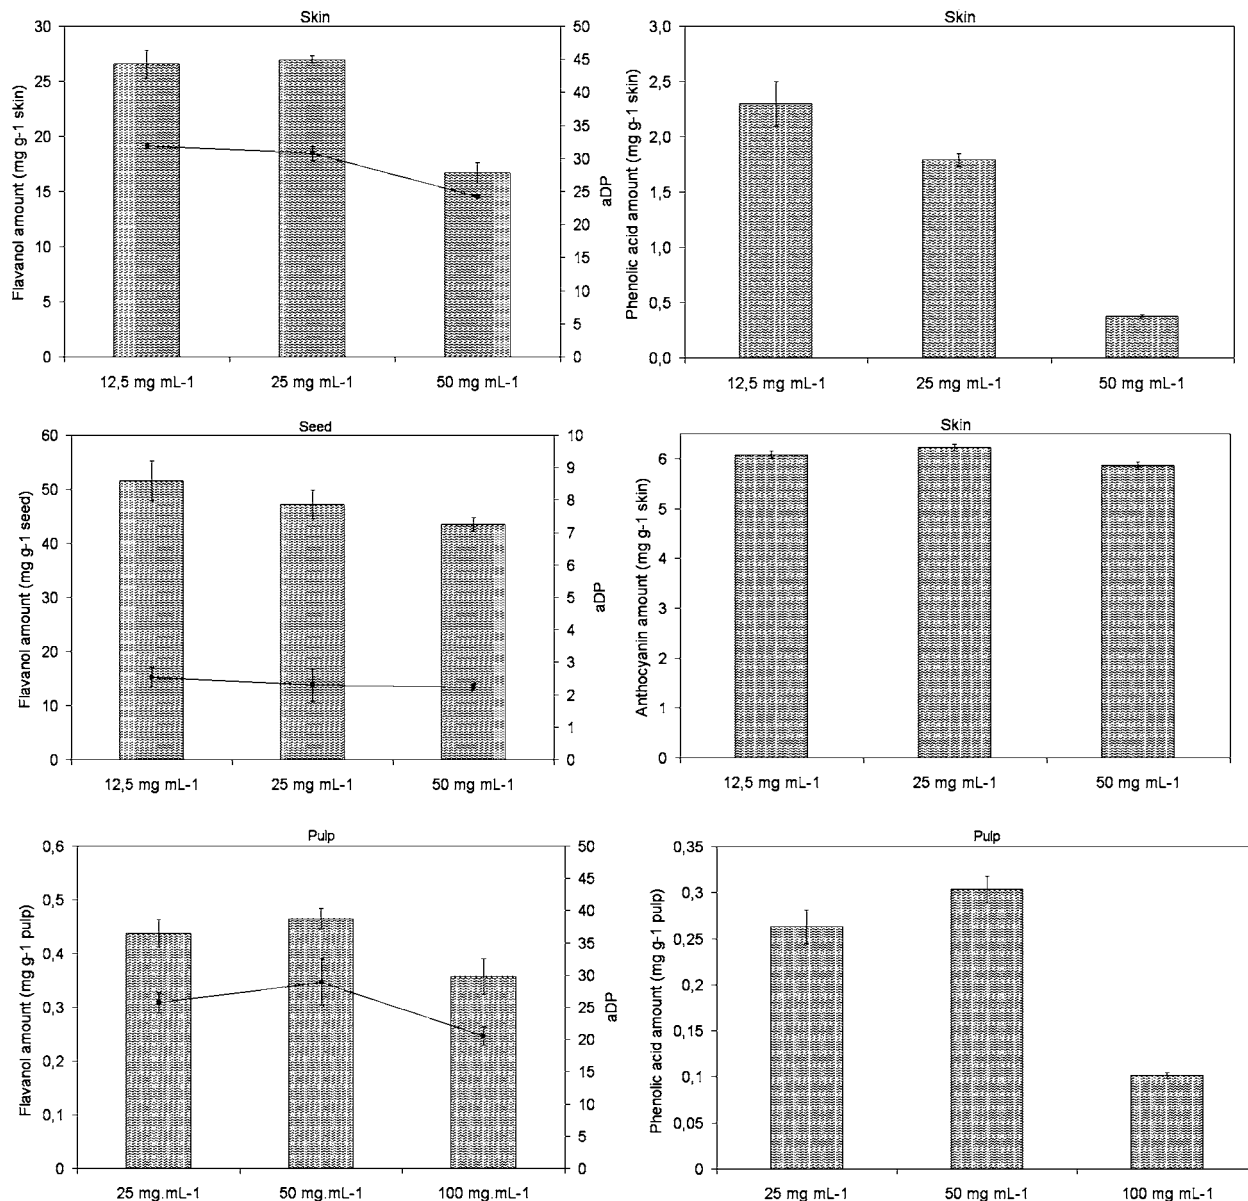 Skin
Flavanol amount (mg g-1 skin)
30
25
20
15
10
5
0
50
45
40
35
30
25
20
15
10
5
0
aDP
12,5 mg mL-1
25 mg mL-1
50 mg mL-1
Skin
Phenolic acid amount (mg g-1 skin)
3,0
2,5
2,0
1,5
1,0
0,5
0,0
12,5 mg mL-1
25 mg mL-1
50 mg mL-1
Seed
Flavanol amount (mg g-1 seed)
60
50
40
30
20
10
0
10
9
8
7
6
5
4
3
2
1
0
aDP
12,5 mg mL-1
25 mg mL-1
50 mg mL-1
Skin
Anthocyanin amount (mg g-1 skin)
6
5
4
3
2
1
0
12,5 mg mL-1
25 mg mL-1
50 mg mL-1
Pulp
Flavanol amount (mg g-1 pulp)
0,6
0,5
0,4
0,3
0,2
0,1
0
50
45
40
35
30
25
20
15
10
5
0
aDP
25 mg.mL-1
50 mg.mL-1
100 mg.mL-1
Pulp
Phenolic acid amount (mg g-1 pulp)
0,35
0,3
0,25
0,2
0,15
0,1
0,05
0
25 mg mL-1
50 mg mL-1
100 mg mL-1